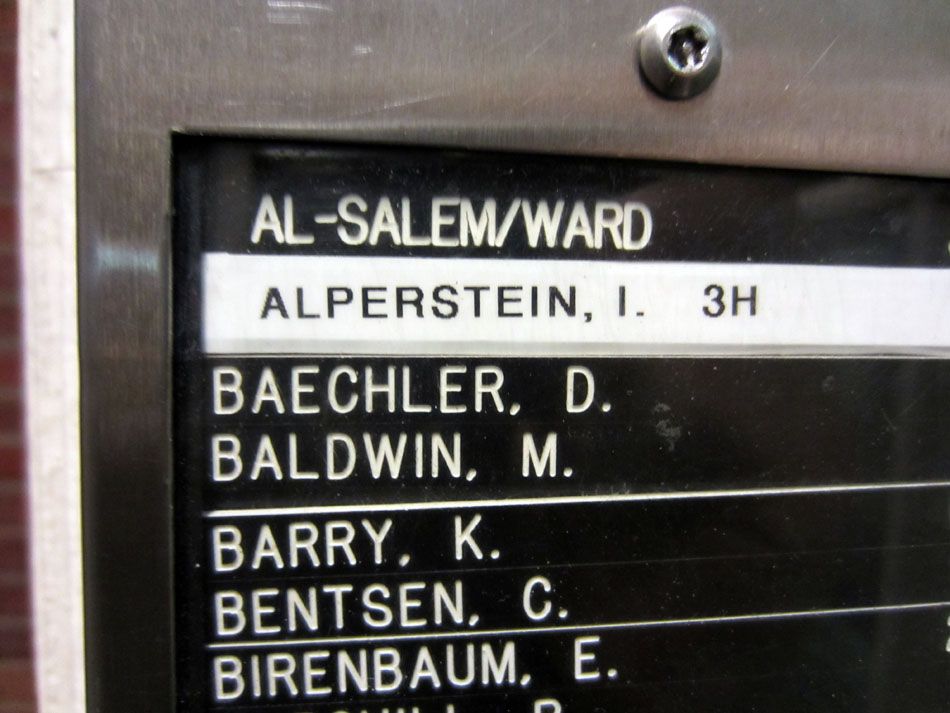 AL-SALEM/WARD
ALPERSTEIN, I. 3H
BAECHLER, D.
BALDWIN, M.
BARRY, K.
BENTSEN, C.
BIRENBAUM, E.